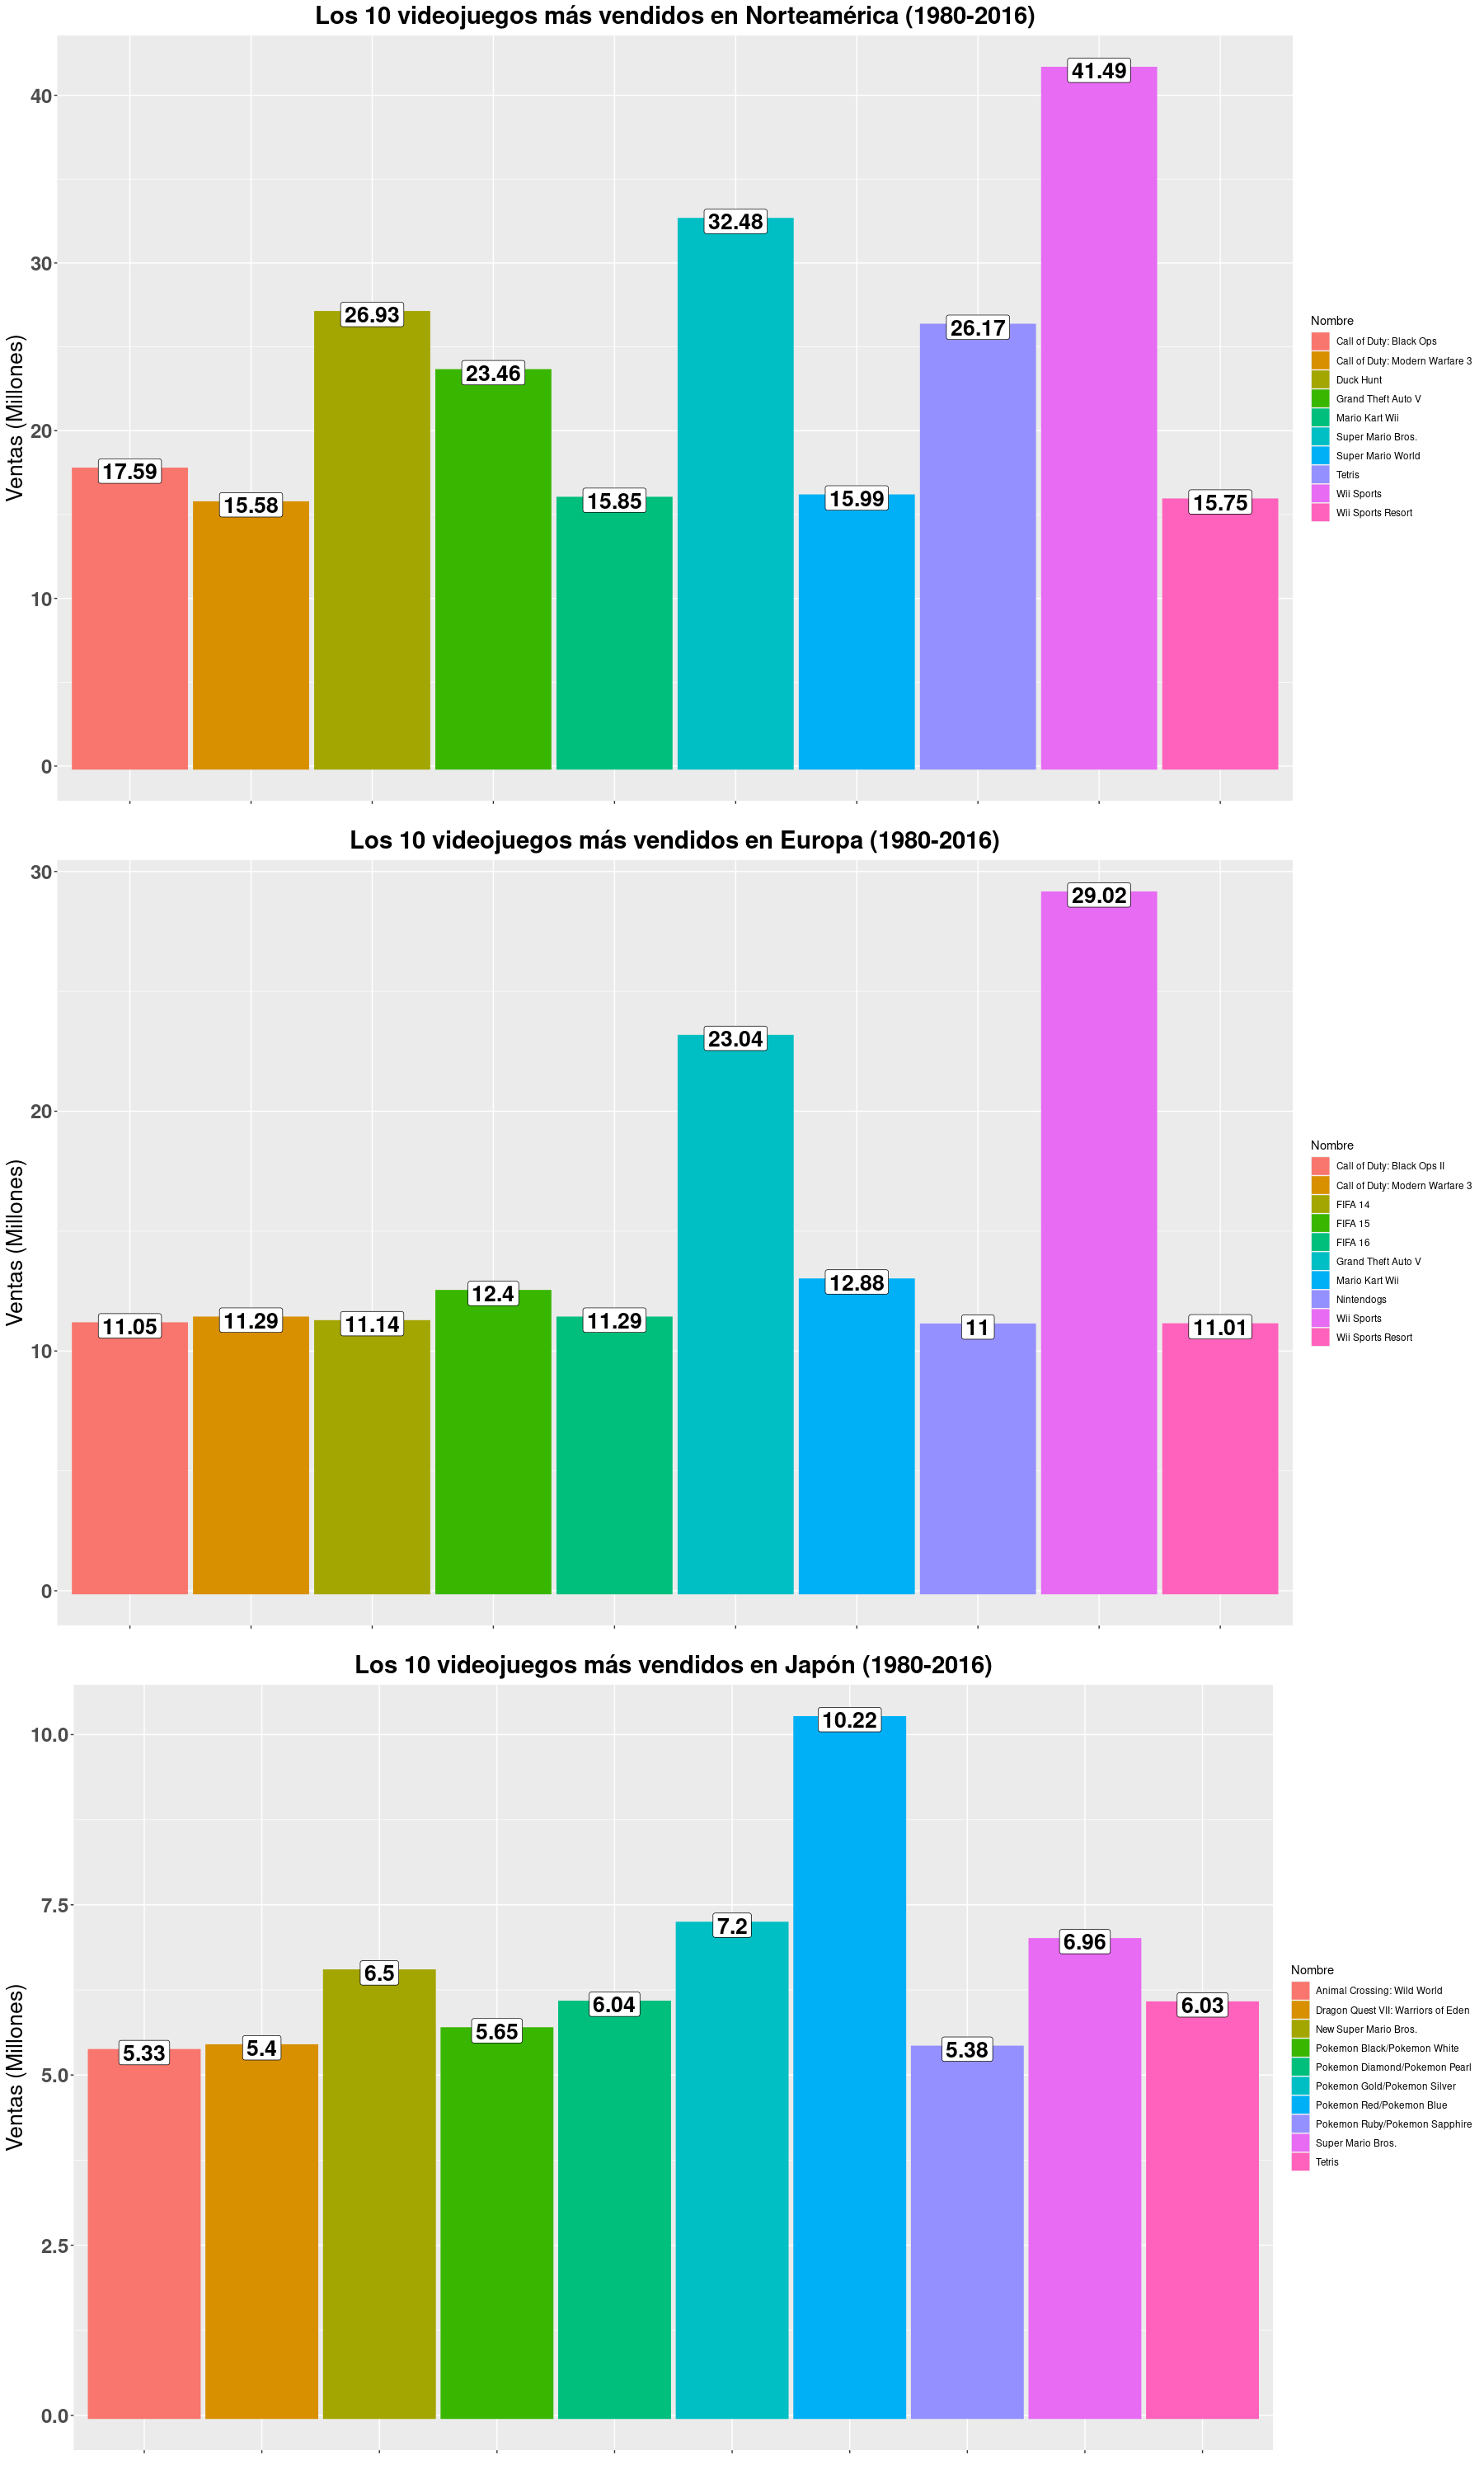 Los 10 videojuegos más vendidos en Norteamérica (1980-2016)
Ventas (Millones)
40
30
20
10
0
17.59
15.58
26.93
23.46
15.85
32.48
15.99
26.17
41.49
15.75
Nombre
Call of Duty: Black Ops
Call of Duty: Modern Warfare 3
Duck Hunt
Grand Theft Auto V
Mario Kart Wii
Super Mario Bros.
Super Mario World
Tetris
Wii Sports
Wii Sports Resort
Los 10 videojuegos más vendidos en Europa (1980-2016)
Ventas (Millones)
30
20
10
0
11.05
11.29
11.14
12.4
11.29
23.04
12.88
11
29.02
11.01
Nombre
Call of Duty: Black Ops II
Call of Duty: Modern Warfare 3
FIFA 14
FIFA 15
FIFA 16
Grand Theft Auto V
Mario Kart Wii
Nintendogs
Wii Sports
Wii Sports Resort
Los 10 videojuegos más vendidos en Japón (1980-2016)
Ventas (Millones)
10.0
7.5
5.0
2.5
0.0
5.33
5.4
6.5
5.65
6.04
7.2
10.22
5.38
6.96
6.03
Nombre
Animal Crossing: Wild World
Dragon Quest VII: Warriors of Eden
New Super Mario Bros.
Pokemon Black/Pokemon White
Pokemon Diamond/Pokemon Pearl
Pokemon Gold/Pokemon Silver
Pokemon Red/Pokemon Blue
Pokemon Ruby/Pokemon Sapphire
Super Mario Bros.
Tetris